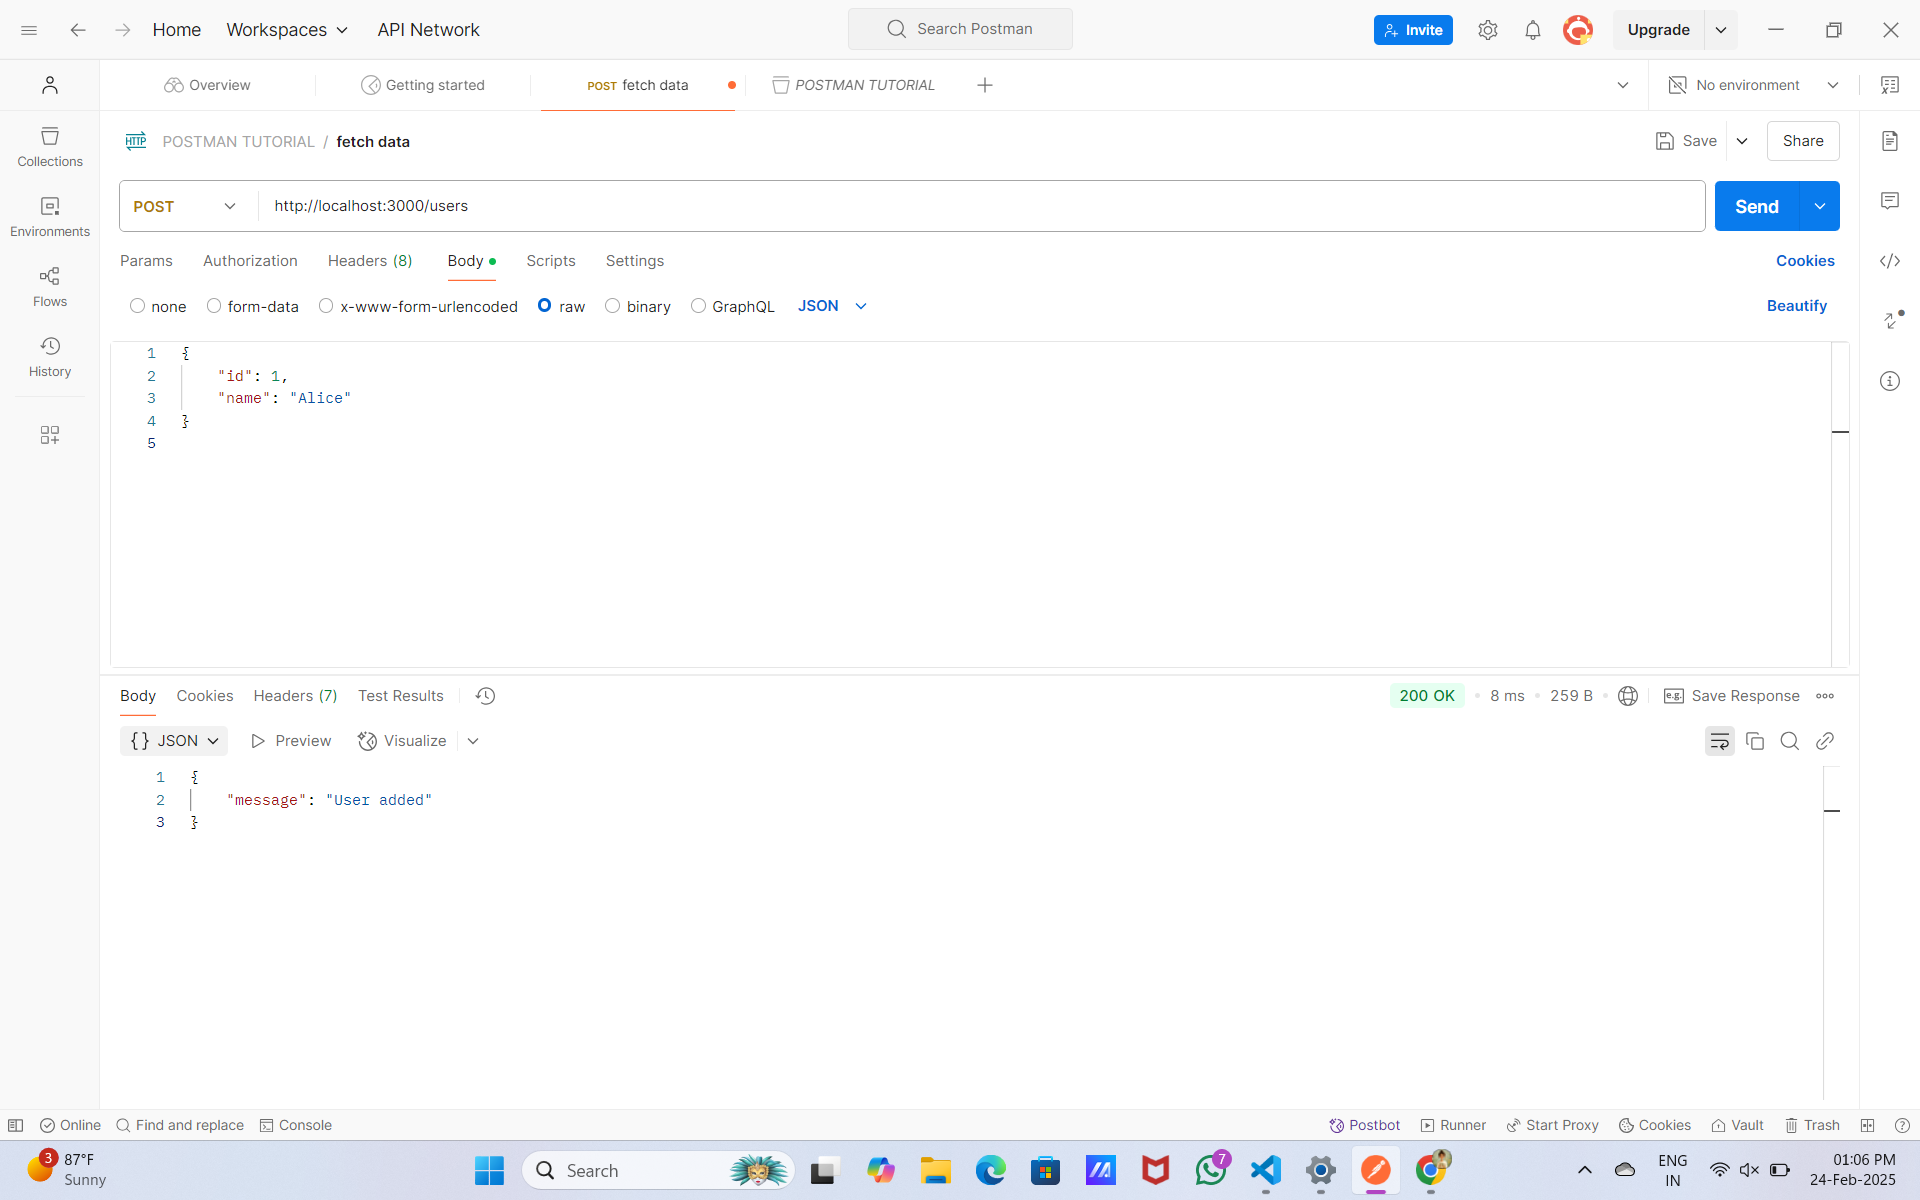 Home Workspaces API Network Search Postman Invite Upgrade
Overview Getting started POST fetch data POSTMAN TUTORIAL No environment
HTTP POSTMAN TUTORIAL / fetch data Save Share
Collections
Environments
Flows
History
POST http://localhost:3000/users Send
Params Authorization Headers (8) Body Scripts Settings Cookies
none form-data x-www-form-urlencoded raw binary GraphQL JSON Beautify
1 {
2 "id": 1,
3 "name": "Alice"
4 }
5
Body Cookies Headers (7) Test Results 200 OK 8 ms 259 B e.g. Save Response
{} JSON Preview Visualize
1 {
2 "message": "User added"
3 }
Online Find and replace Console Postbot Runner Start Proxy Cookies Vault Trash
3 87°F
Sunny
Search
7
ENG
IN
01:06 PM
24-Feb-2025